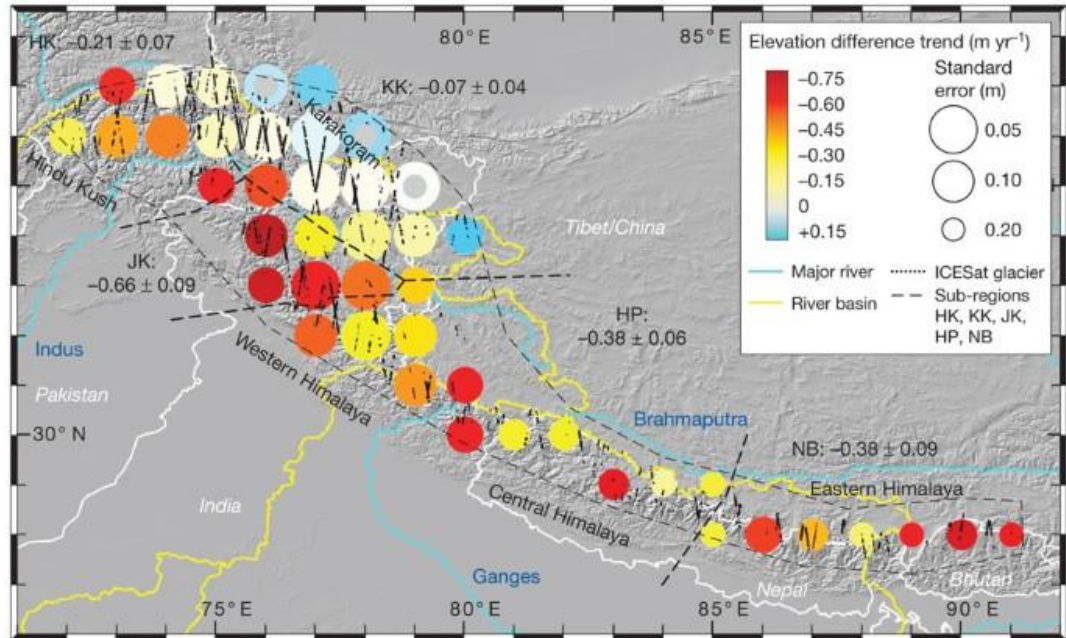 HK: –0.21 ± 0.07
80° E
85° E
KK: –0.07 ± 0.04
Karakoram
Hindu Kush
Tibet/China
JK:
–0.66 ± 0.09
HP:
–0.38 ± 0.06
Indus
Pakistan
Western Himalaya
30° N
Brahmaputra
NB: –0.38 ± 0.09
Eastern Himalaya
India
Central Himalaya
Ganges
Nepal
Bhutan
75° E
80° E
85° E
90° E
Elevation difference trend (m yr⁻¹)
–0.75
–0.60
–0.45
–0.30
–0.15
0
+0.15
Standard
error (m)
0.05
0.10
0.20
Major river
River basin
ICESat glacier
Sub-regions
HK, KK, JK,
HP, NB